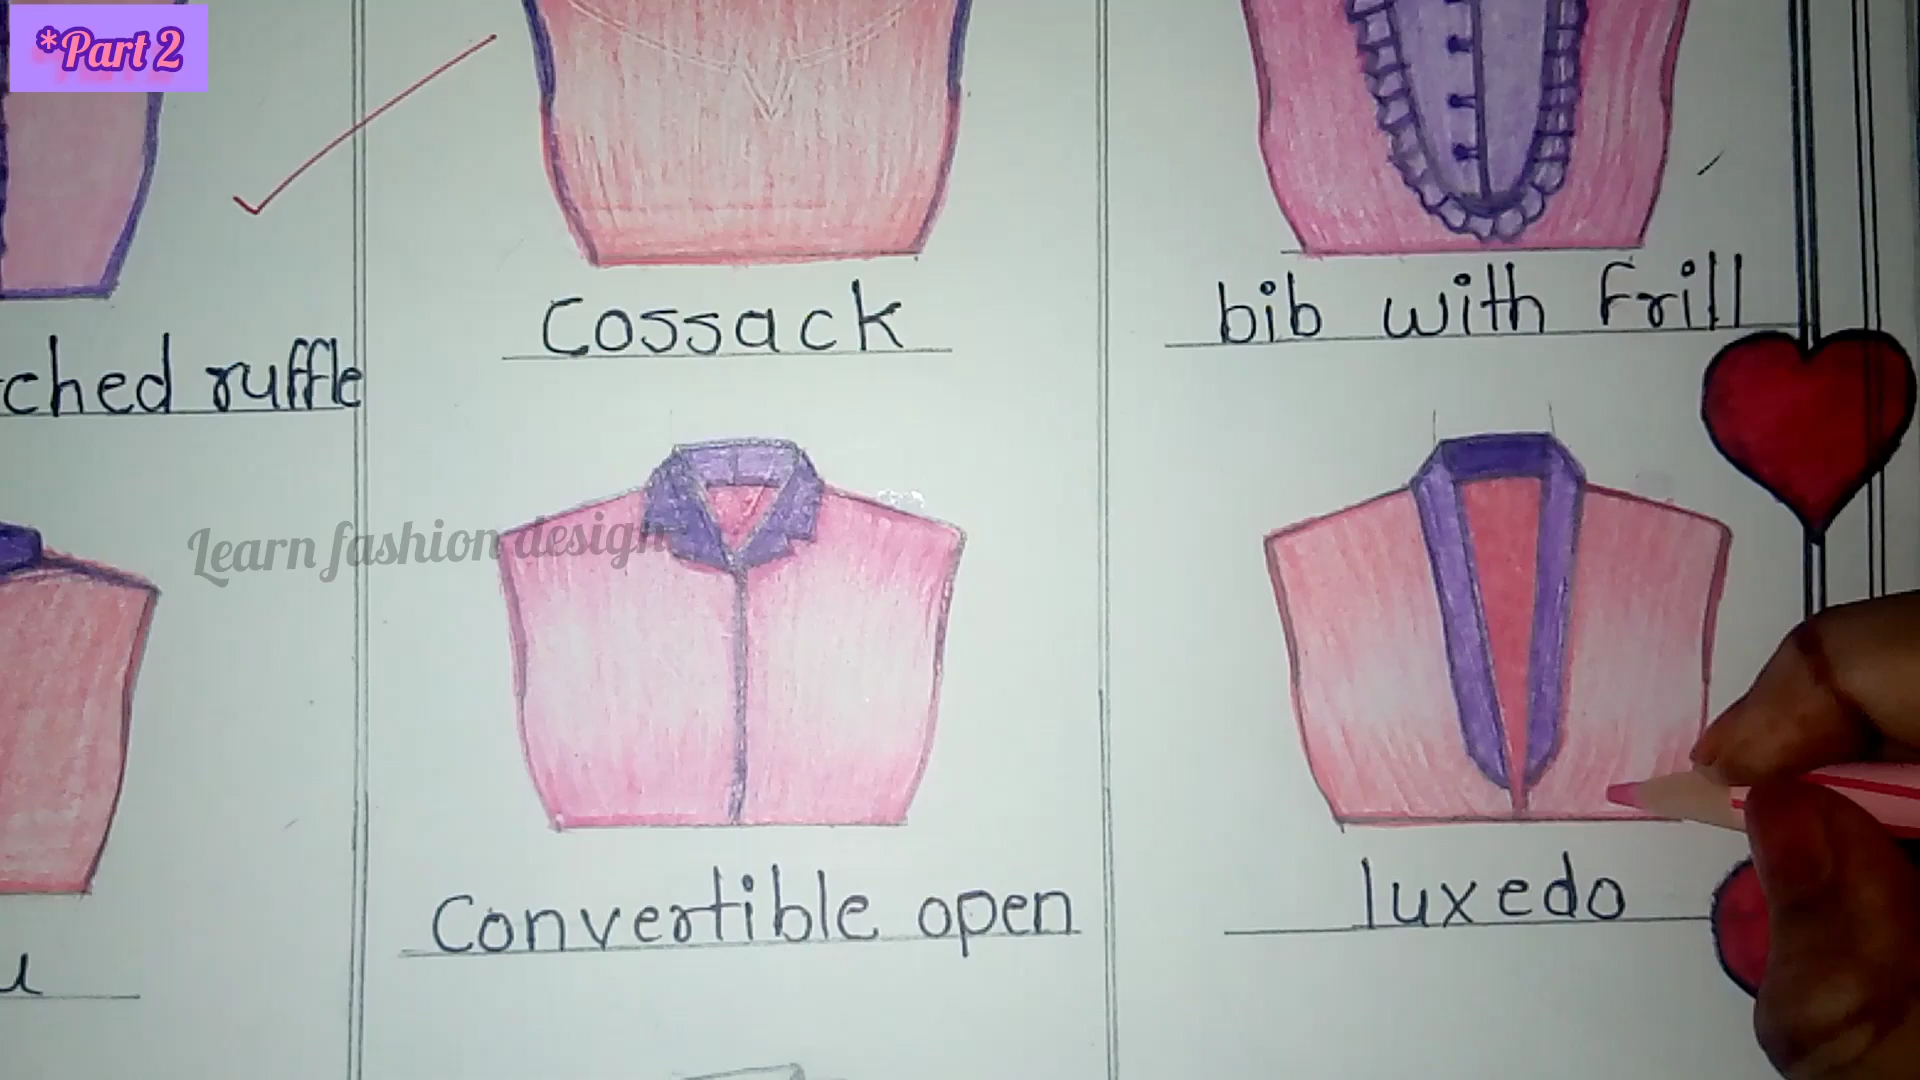 *Part 2
Cossack
bib with Frill
ched ruffle
Learn fashion design
Convertible open
luxedo
u